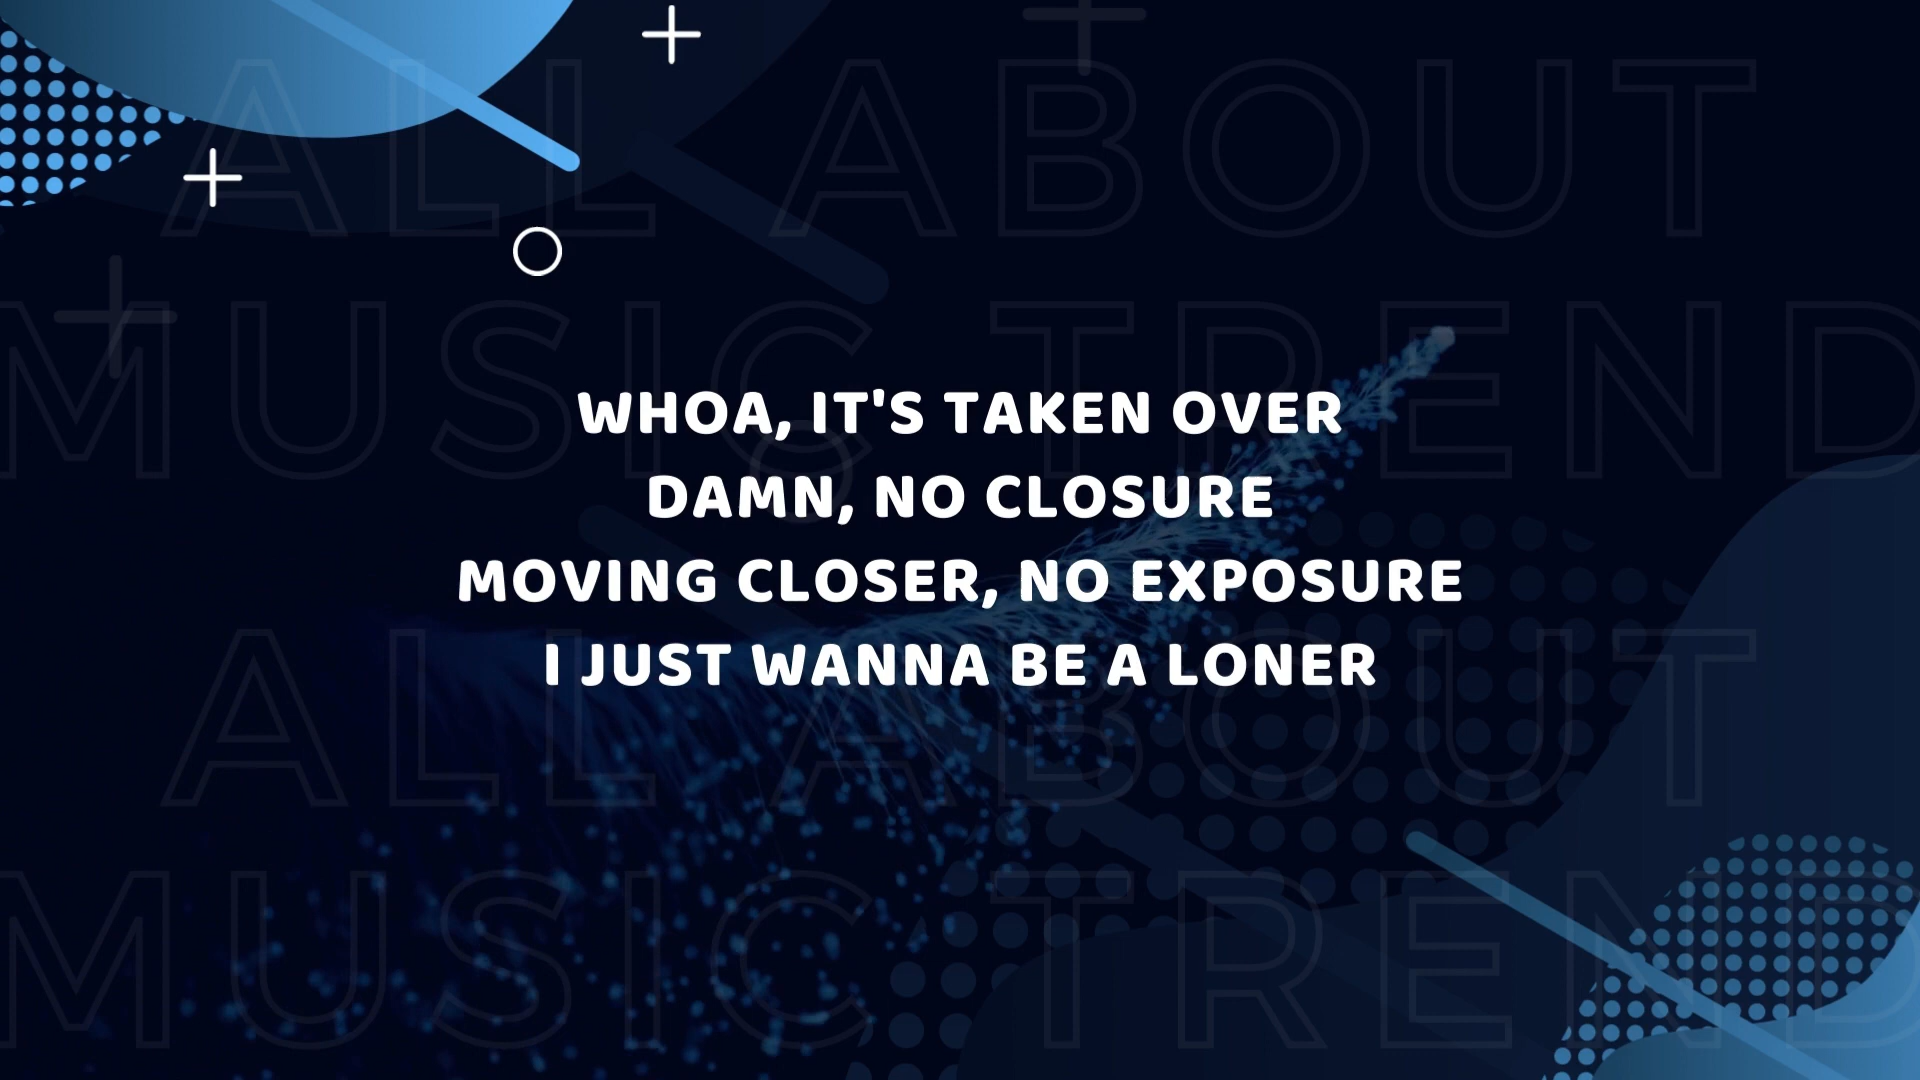 ALL ABOUT
MUSIC TREND
WHOA, IT'S TAKEN OVER
DAMN, NO CLOSURE
MOVING CLOSER, NO EXPOSURE
I JUST WANNA BE A LONER
ALL ABOUT
MUSIC TREND